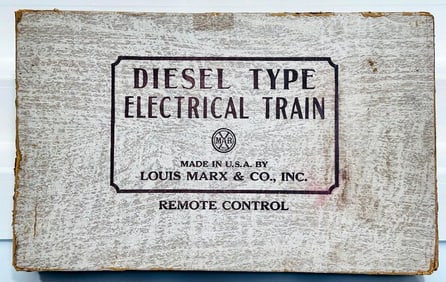 DIESEL TYPE
ELECTRICAL TRAIN
MAR
MADE IN U.S.A. BY
LOUIS MARX & CO., INC.
REMOTE CONTROL